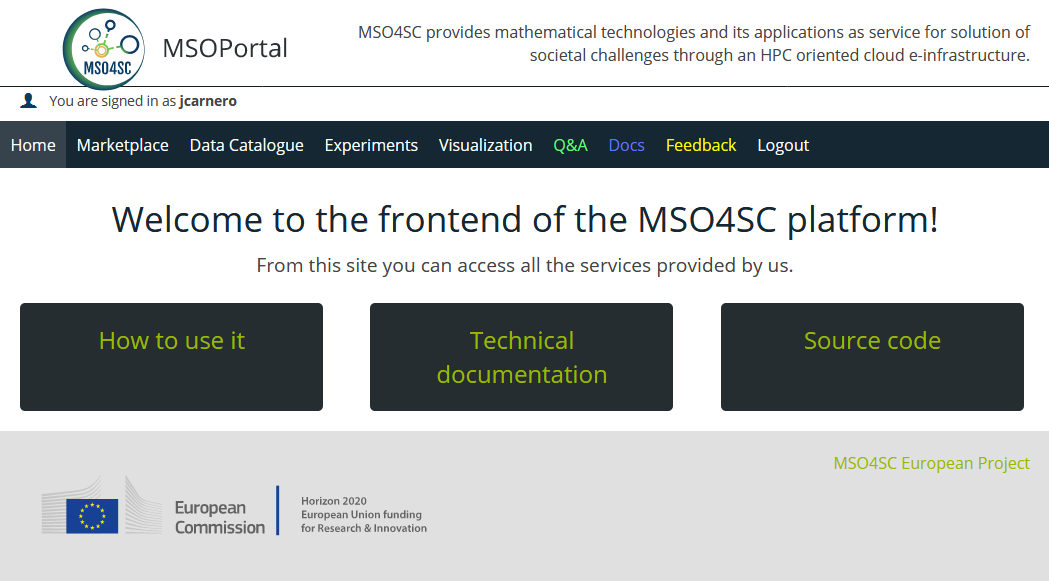 MSO4SC
MSOPortal
MSO4SC provides mathematical technologies and its applications as service for solution of
societal challenges through an HPC oriented cloud e-infrastructure.
You are signed in as jcarnero
Home Marketplace Data Catalogue Experiments Visualization Q&A Docs Feedback Logout
Welcome to the frontend of the MSO4SC platform!
From this site you can access all the services provided by us.
How to use it
Technical
documentation
Source code
MSO4SC European Project
European
Commission
Horizon 2020
European Union funding
for Research & Innovation